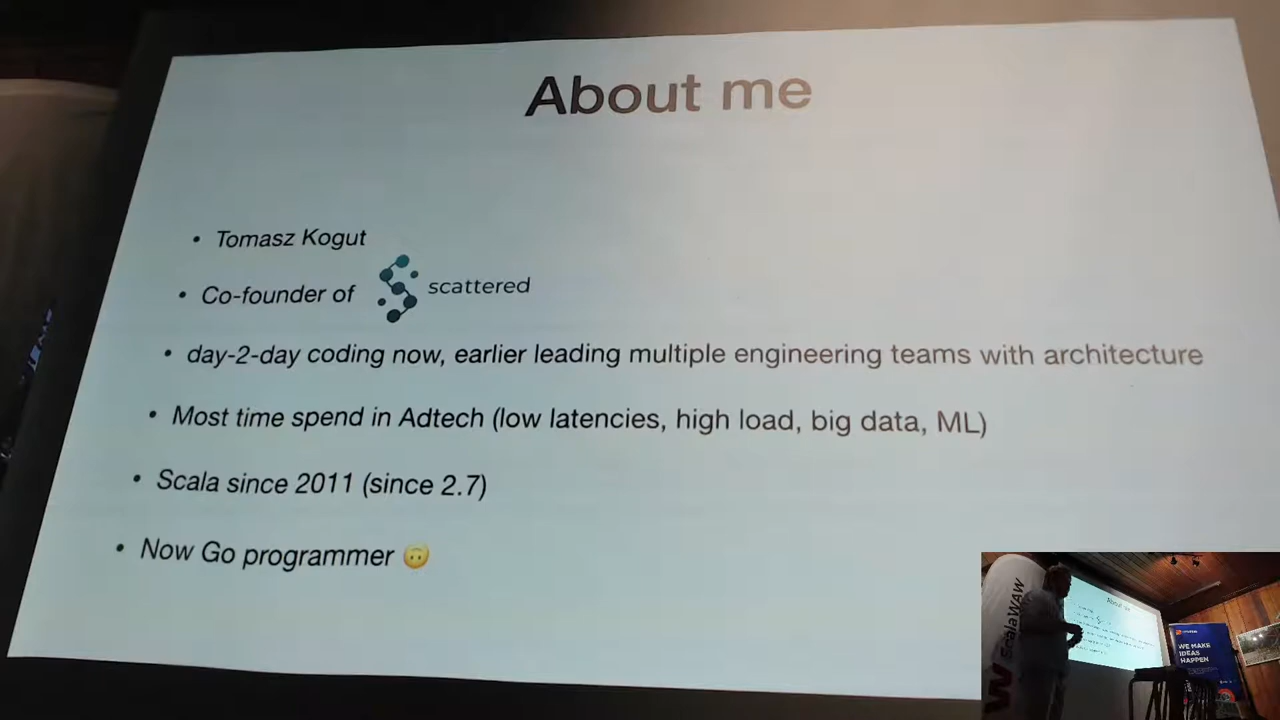 About me
• Tomasz Kogut
• Co-founder of scattered
• day-2-day coding now, earlier leading multiple engineering teams with architecture
• Most time spend in Adtech (low latencies, high load, big data, ML)
• Scala since 2011 (since 2.7)
• Now Go programmer 🙃
ScalaWAW
About me
WE MAKE
IDEAS
HAPPEN